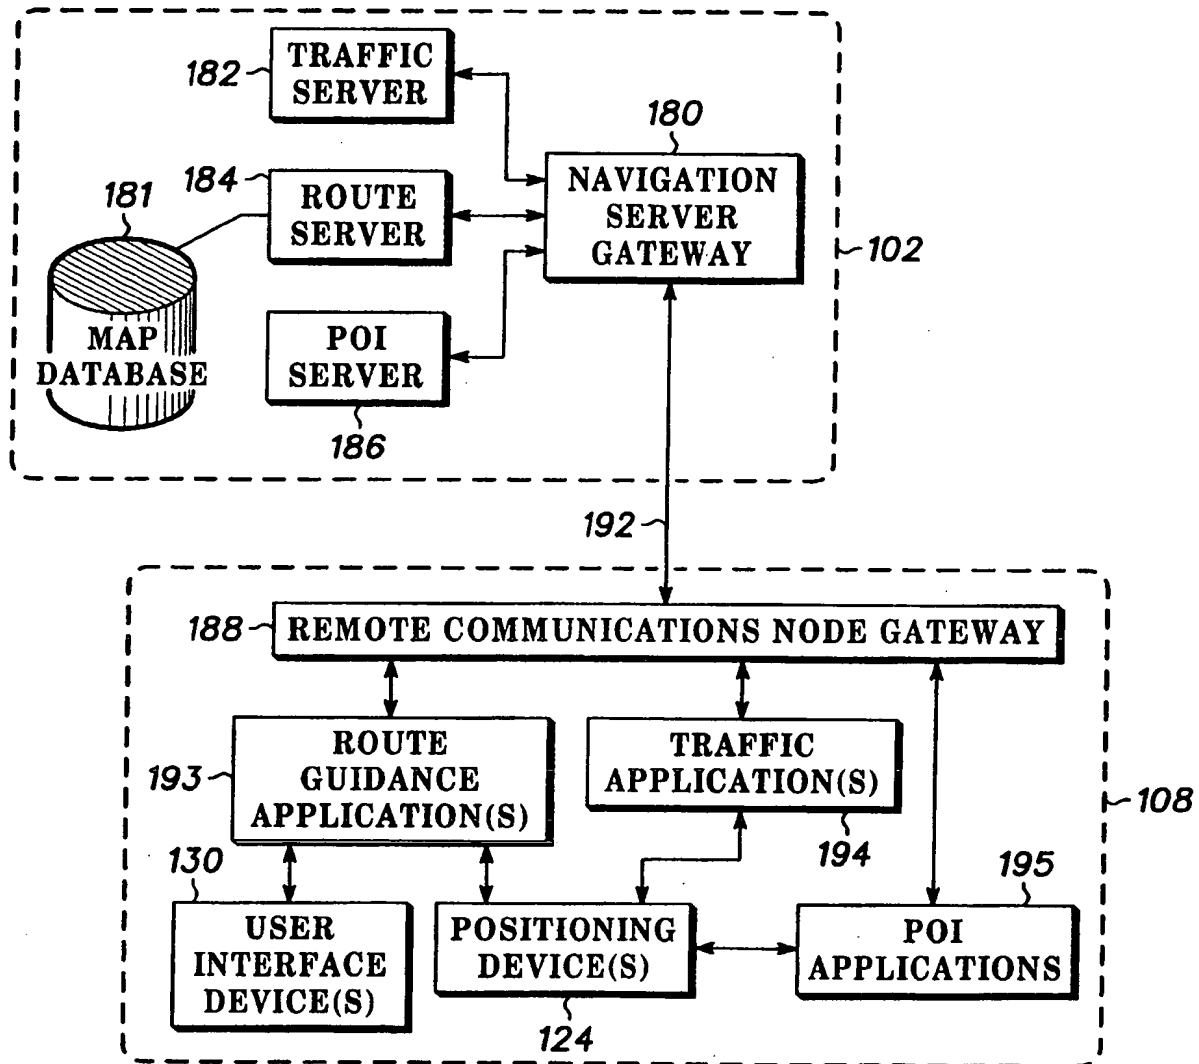 TRAFFIC
SERVER
182
180
NAVIGATION
SERVER
GATEWAY
184
ROUTE
SERVER
181
MAP
DATABASE
102
POI
SERVER
186
192
188
REMOTE COMMUNICATIONS NODE GATEWAY
193
ROUTE
GUIDANCE
APPLICATION(S)
TRAFFIC
APPLICATION(S)
194
108
130
USER
INTERFACE
DEVICE(S)
POSITIONING
DEVICE(S)
124
195
POI
APPLICATIONS